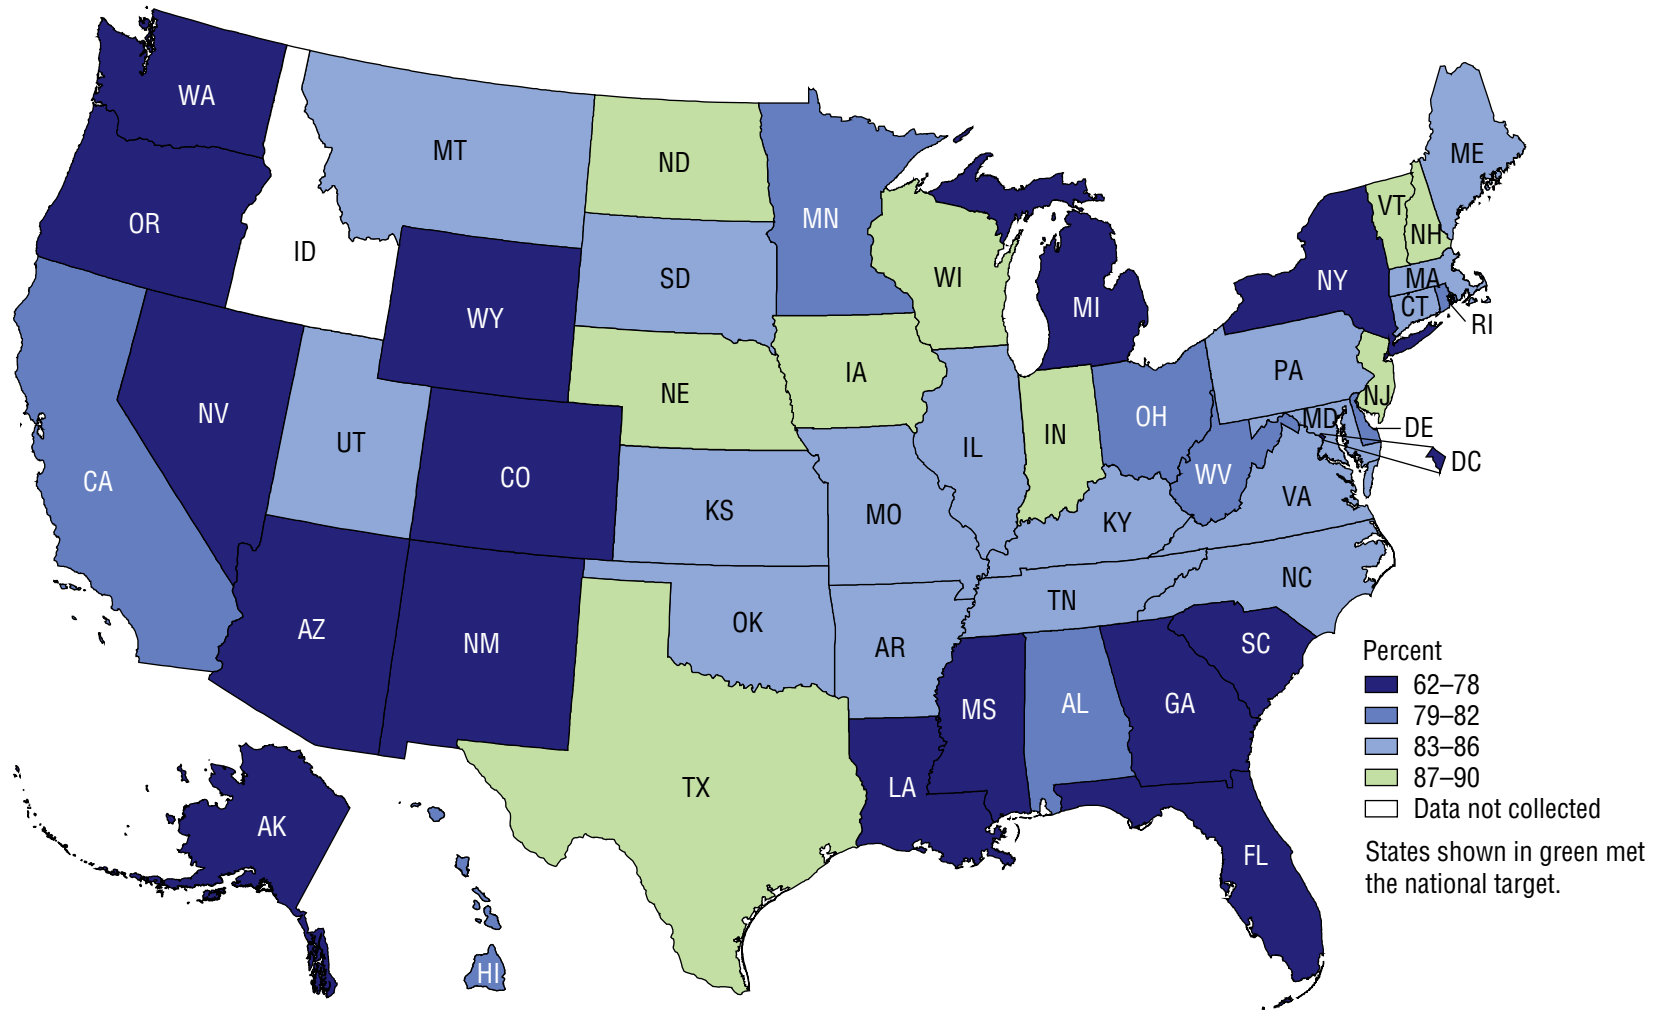 WA
MT
ND
MN
ME
OR
ID
SD
WI
VT
NH
WY
MI
NY
MA
CT
RI
NV
NE
IA
PA
NJ
UT
IL
IN
OH
MD
DE
CA
CO
KS
MO
WV
DC
KY
VA
AZ
NM
OK
TN
NC
AR
SC
MS
AL
GA
TX
LA
AK
FL
HI
Percent
62–78
79–82
83–86
87–90
Data not collected
States shown in green met
the national target.